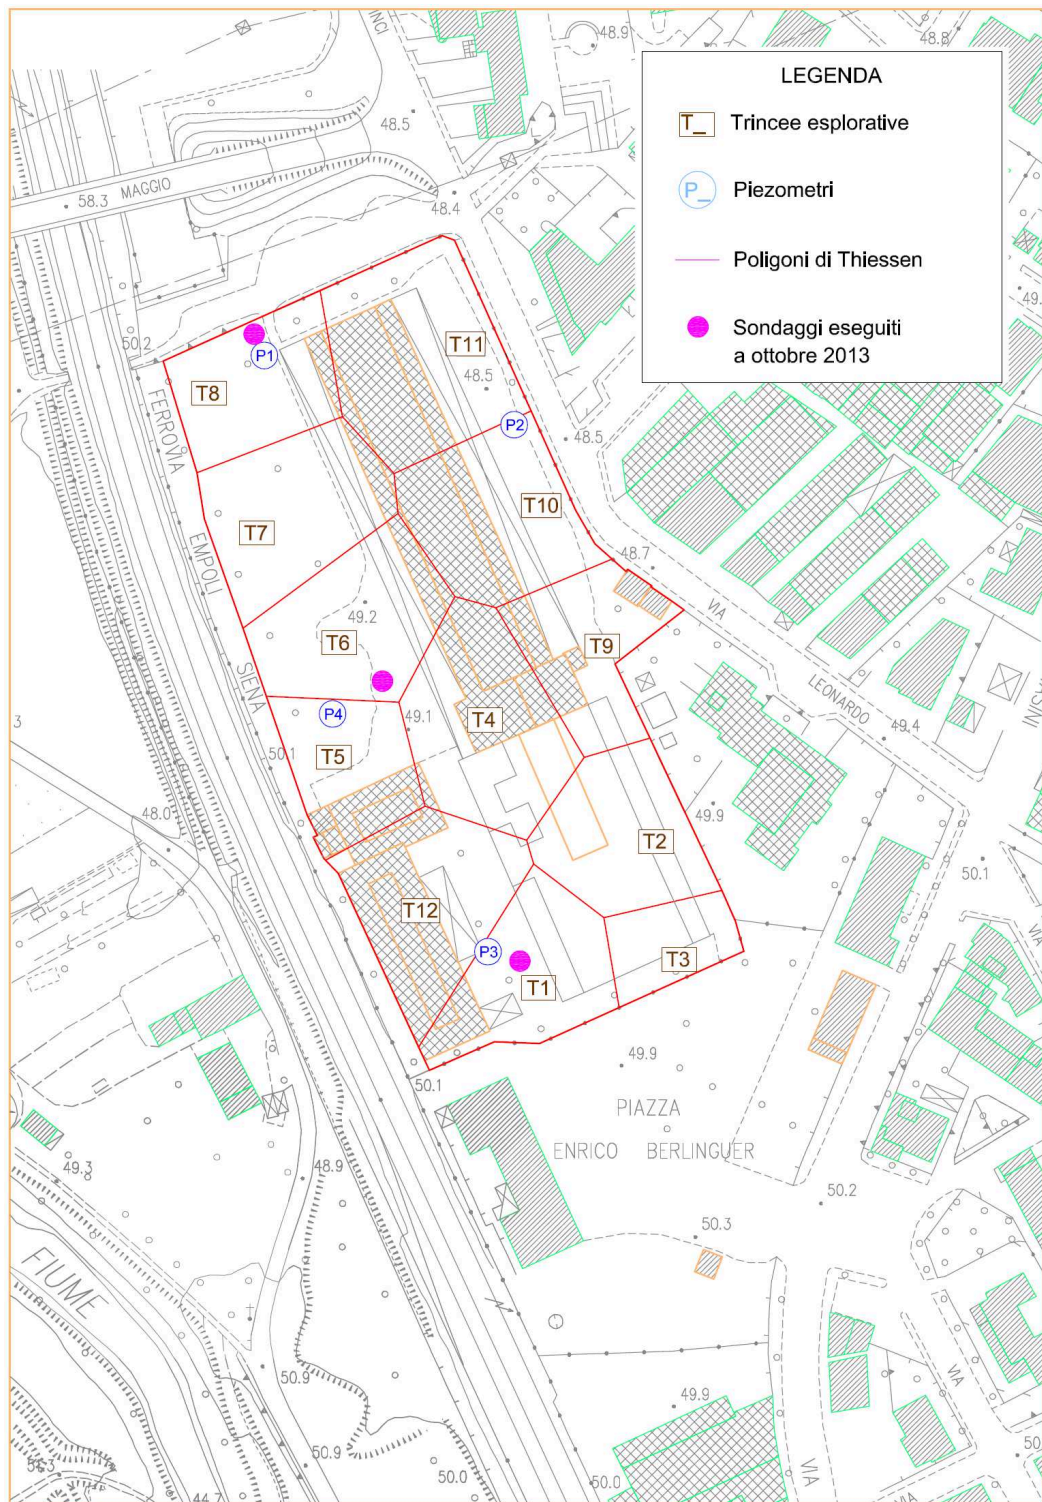 LEGENDA
T_ Trincee esplorative
P_ Piezometri
Poligoni di Thiessen
Sondaggi eseguiti
a ottobre 2013
INCI
48.9
48.8
48.5
MAGGIO
58.3
48.4
49.
50.2
P1
T11
T8
48.5
P2
48.5
FERROVIA
T10
T7
EMPOLI
48.7
VIA
49.2
T6
T9
SIENA
LEONARDO
P4
49.1
T4
49.4
T5
50.1
48.0
49.9
T2
50.1
VIA
T12
P3
T3
T1
49.9
50.1
PIAZZA
ENRICO BERLINGUER
49.3
48.9
50.2
50.3
FIUME
50.9
49.9
VIA
50.9
50.0
50.0
VIA
44.7